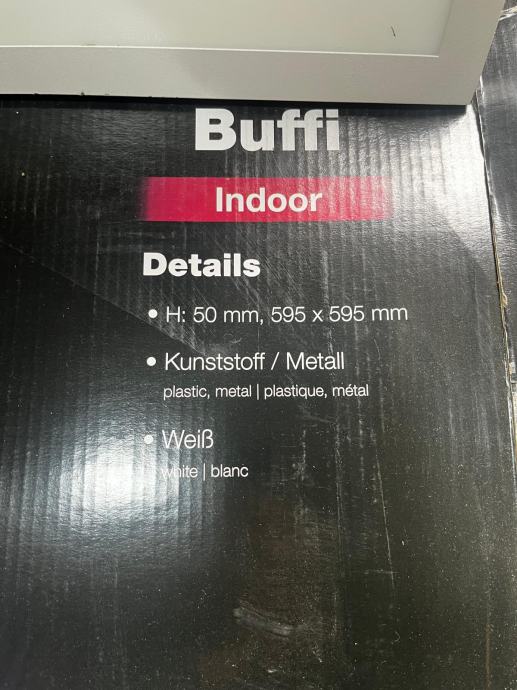 Buffi
Indoor
Details
• H: 50 mm, 595 x 595 mm
• Kunststoff / Metall
plastic, metal | plastique, métal
• Weiß
white | blanc